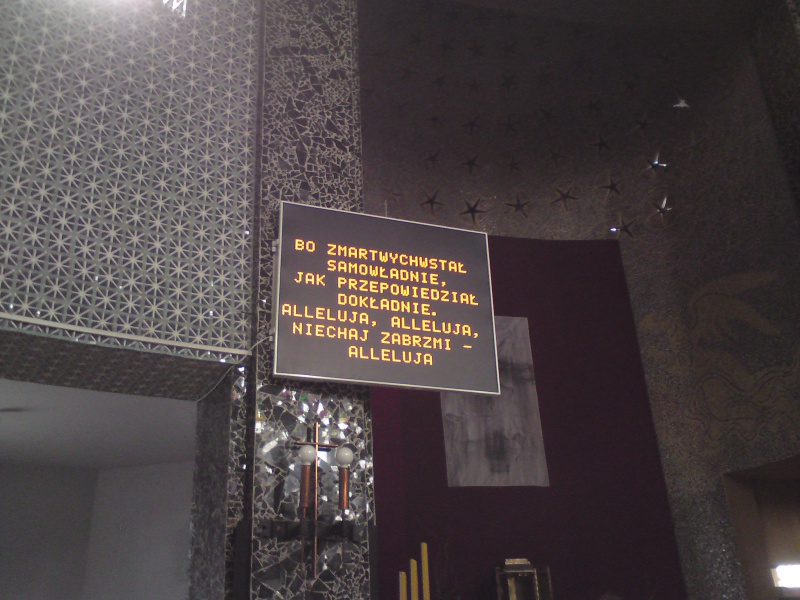 BO ZMARTWYCHWSTAŁ
SAMOWŁADNIE,
JAK PRZEPOWIEDZIAŁ
DOKŁADNIE.
ALLELUJA, ALLELUJA,
NIECHAJ ZABRZMI -
ALLELUJA